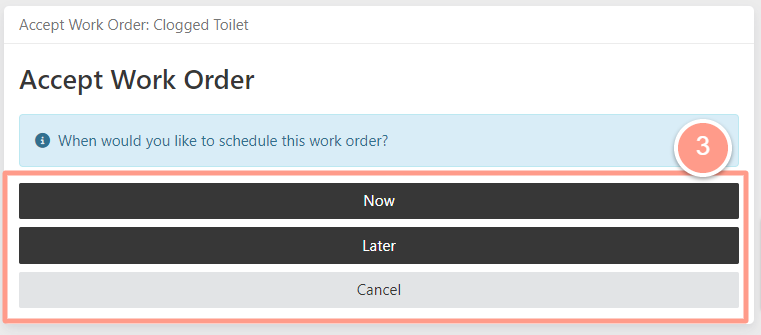 Accept Work Order: Clogged Toilet
Accept Work Order
When would you like to schedule this work order?
3
Now
Later
Cancel